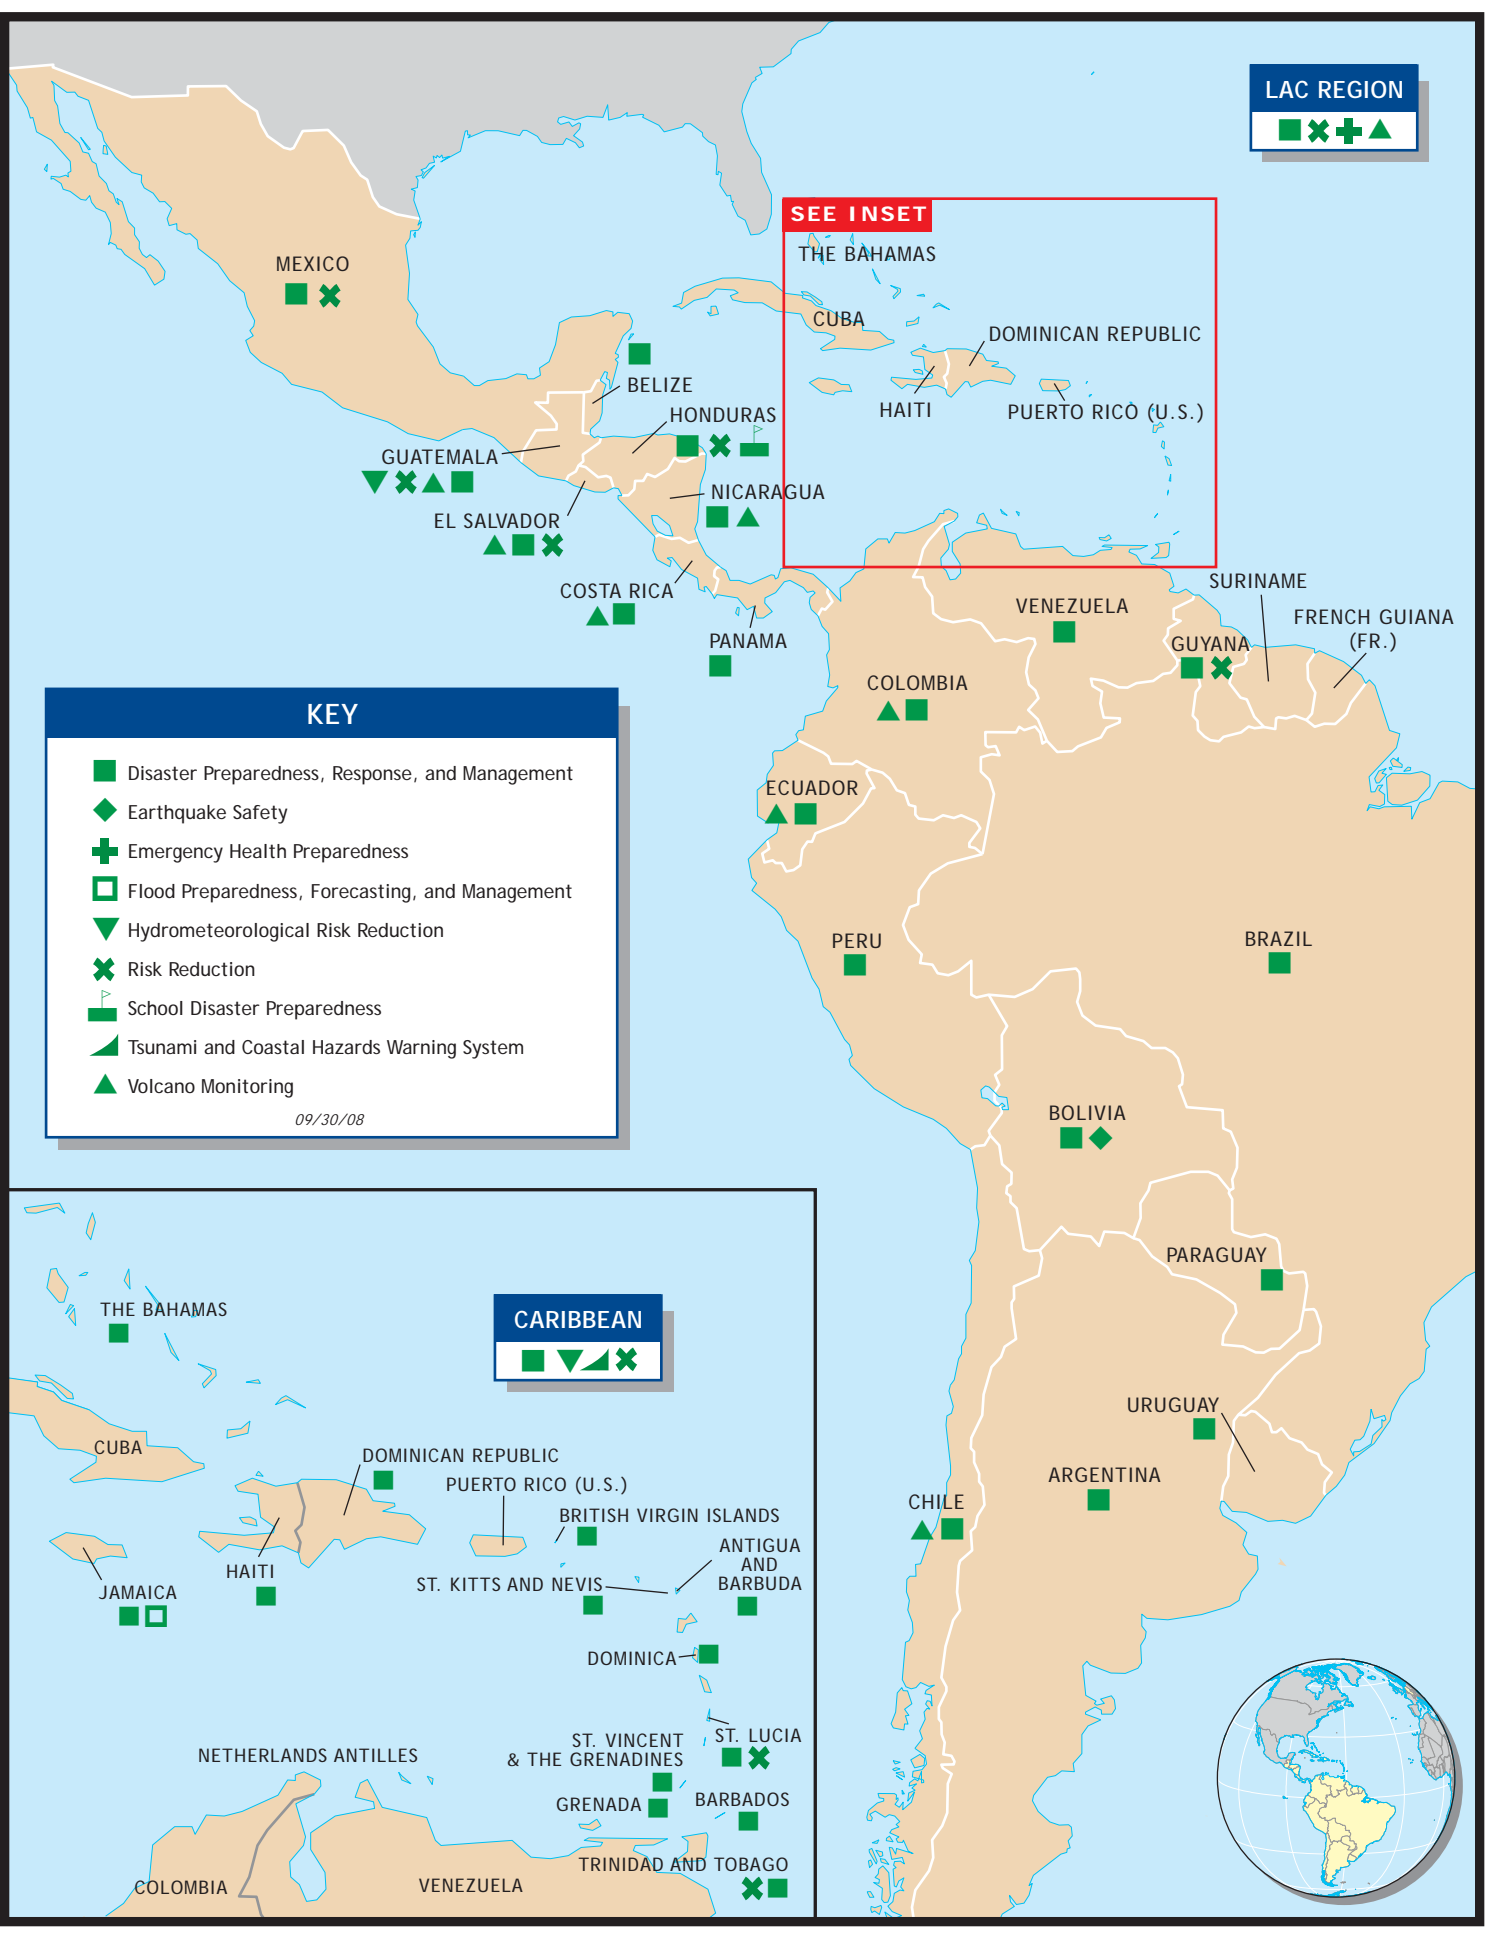 LAC REGION
SEE INSET
THE BAHAMAS
MEXICO
CUBA
DOMINICAN REPUBLIC
BELIZE
HAITI
PUERTO RICO (U.S.)
HONDURAS
GUATEMALA
NICARAGUA
EL SALVADOR
COSTA RICA
PANAMA
SURINAME
VENEZUELA
FRENCH GUIANA
(FR.)
GUYANA
COLOMBIA
ECUADOR
PERU
BRAZIL
BOLIVIA
PARAGUAY
URUGUAY
ARGENTINA
CHILE
KEY
Disaster Preparedness, Response, and Management
Earthquake Safety
Emergency Health Preparedness
Flood Preparedness, Forecasting, and Management
Hydrometeorological Risk Reduction
Risk Reduction
School Disaster Preparedness
Tsunami and Coastal Hazards Warning System
Volcano Monitoring
09/30/08
THE BAHAMAS
CARIBBEAN
CUBA
DOMINICAN REPUBLIC
PUERTO RICO (U.S.)
BRITISH VIRGIN ISLANDS
ANTIGUA
AND
BARBUDA
HAITI
ST. KITTS AND NEVIS
JAMAICA
DOMINICA
ST. LUCIA
ST. VINCENT
& THE GRENADINES
NETHERLANDS ANTILLES
GRENADA
BARBADOS
TRINIDAD AND TOBAGO
COLOMBIA
VENEZUELA